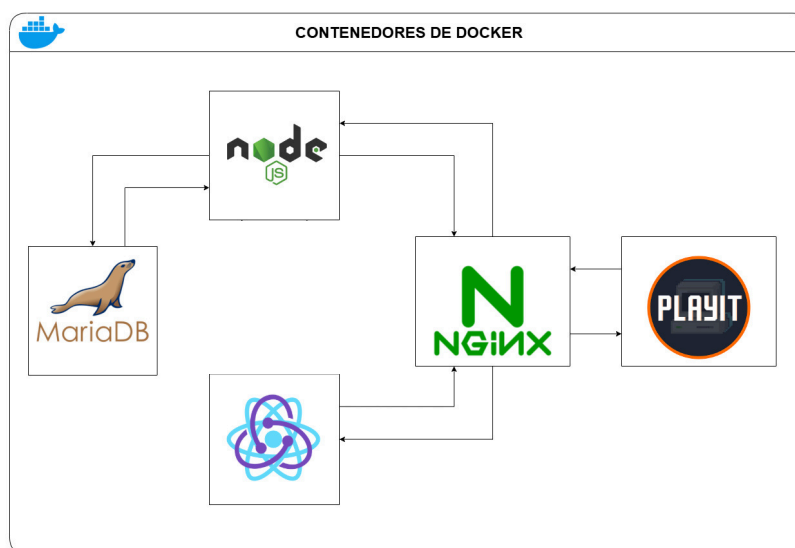 CONTENEDORES DE DOCKER
node
JS
MariaDB
N
NGiNX
PLAYIT